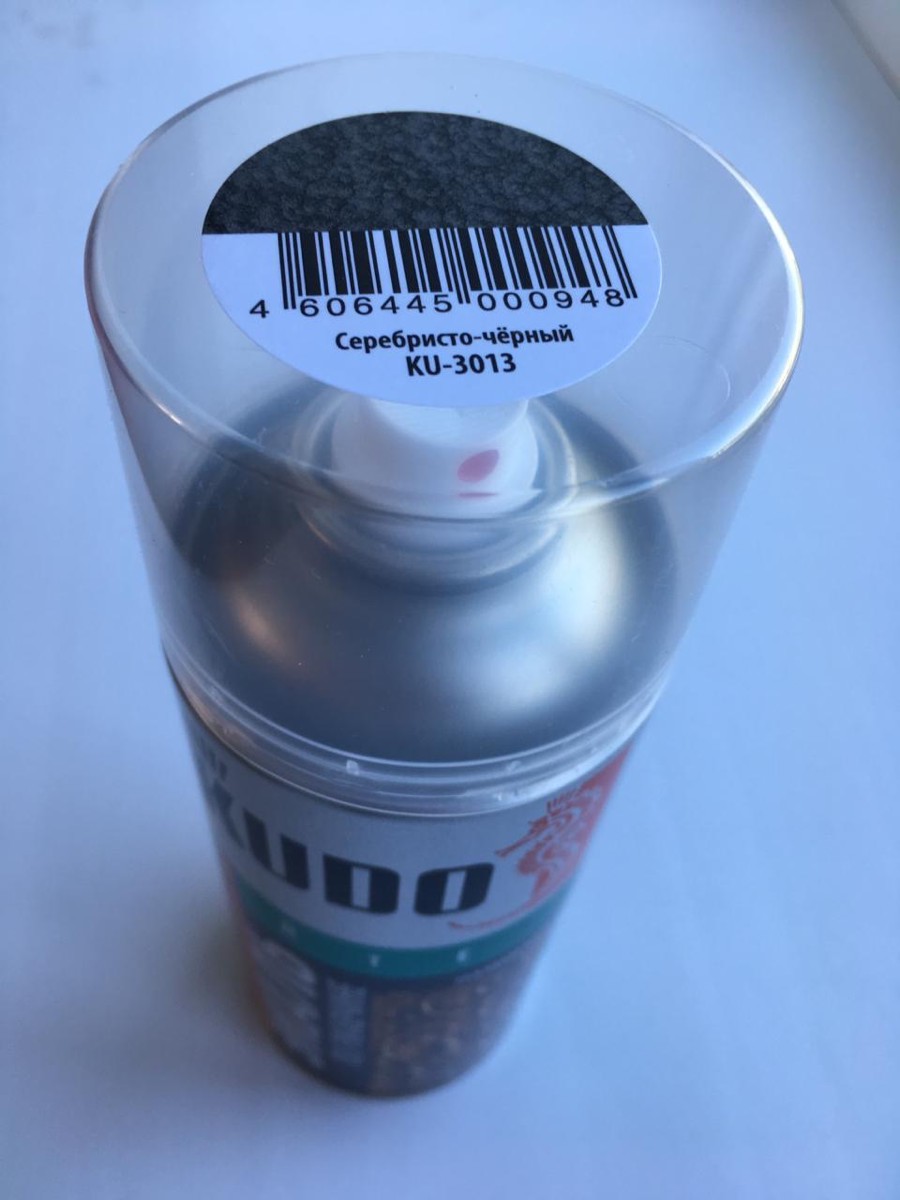 4 606445 000948
Серебристо-чёрный
KU-3013
KUDO